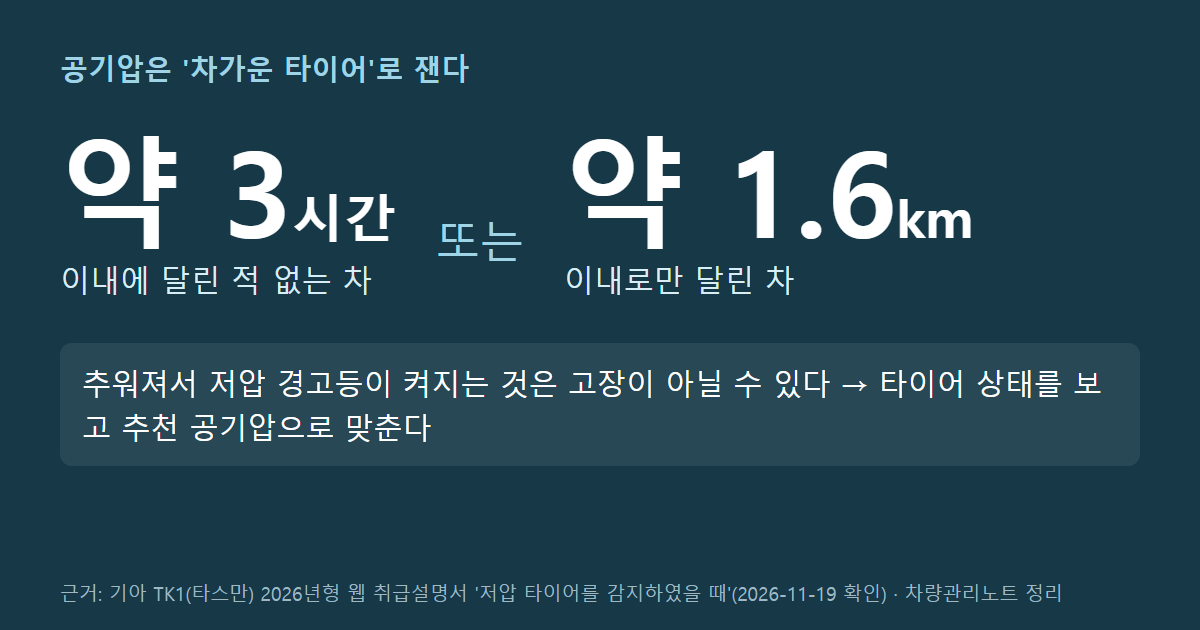 공기압은 '차가운 타이어'로 잰다
약 3시간 또는 약 1.6km
이내에 달린 적 없는 차 이내로만 달린 차
추워져서 저압 경고등이 켜지는 것은 고장이 아닐 수 있다 → 타이어 상태를 보
고 추천 공기압으로 맞춘다
근거: 기아 TK1(타스만) 2026년형 웹 취급설명서 '저압 타이어를 감지하였을 때'(2026-11-19 확인) · 차량관리노트 정리